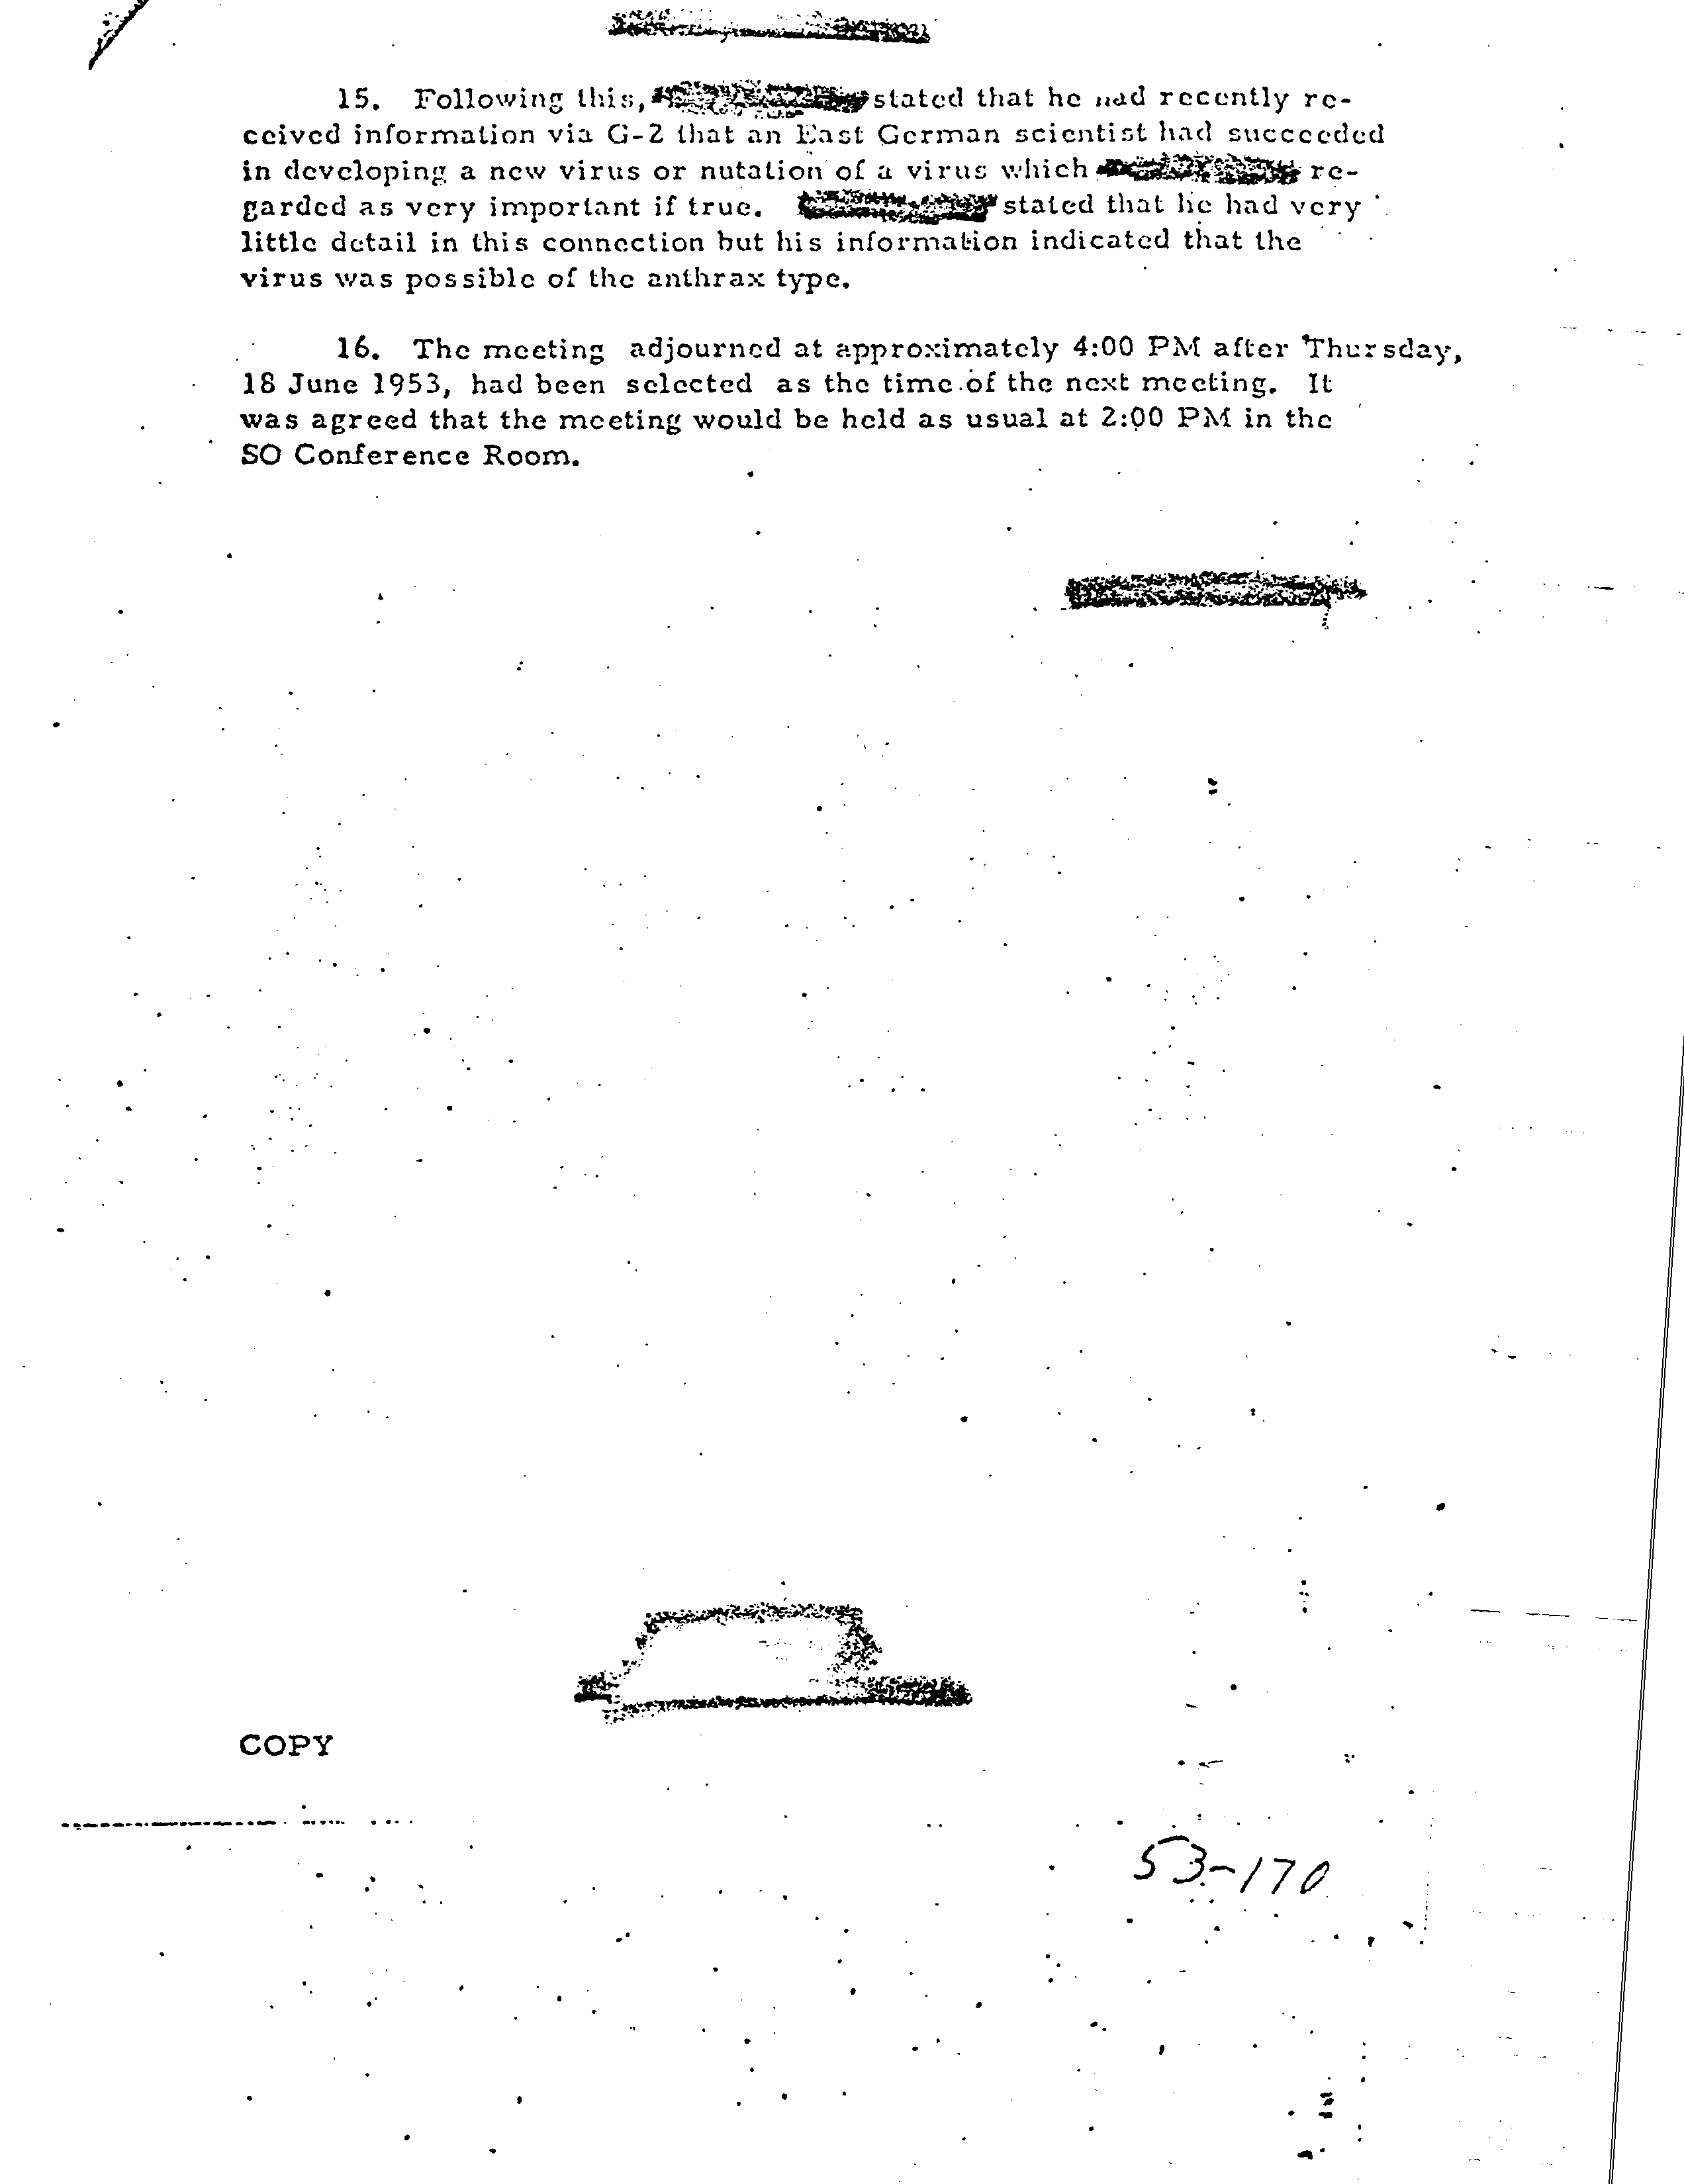 15. Following this, stated that he had recently re-
ceived information via G-2 that an East German scientist had succeeded
in developing a new virus or nutation of a virus which re-
garded as very important if true. stated that he had very
little detail in this connection but his information indicated that the
virus was possible of the anthrax type.
16. The meeting adjourned at approximately 4:00 PM after Thursday,
18 June 1953, had been selected as the time of the next meeting. It
was agreed that the meeting would be held as usual at 2:00 PM in the
SO Conference Room.
COPY
53-170